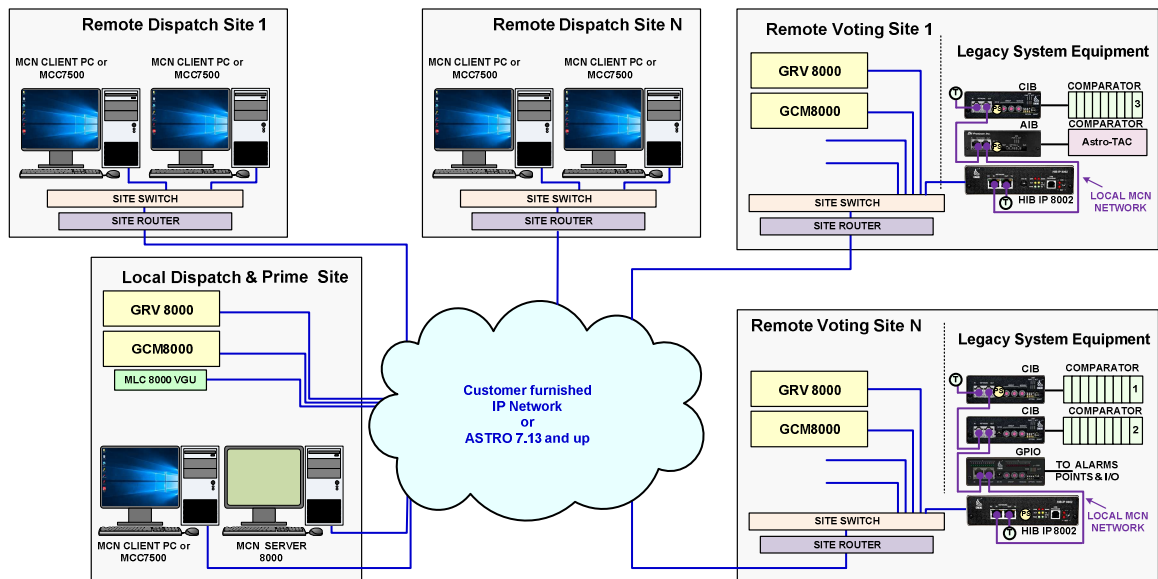 Remote Dispatch Site 1
MCN CLIENT PC or
MCC7500
MCN CLIENT PC or
MCC7500
SITE SWITCH
SITE ROUTER
Remote Dispatch Site N
MCN CLIENT PC or
MCC7500
MCN CLIENT PC or
MCC7500
SITE SWITCH
SITE ROUTER
Remote Voting Site 1
GRV 8000
GCM8000
SITE SWITCH
SITE ROUTER
Legacy System Equipment
T
CIB
PS
COMPARATOR
3
AIB
PS
COMPARATOR
Astro-TAC
T
HIB IP 8002
LOCAL MCN
NETWORK
Local Dispatch & Prime Site
GRV 8000
GCM8000
MLC 8000 VGU
MCN CLIENT PC or
MCC7500
MCN SERVER
8000
Customer furnished
IP Network
or
ASTRO 7.13 and up
Remote Voting Site N
GRV 8000
GCM8000
SITE SWITCH
SITE ROUTER
Legacy System Equipment
T
CIB
PS
COMPARATOR
1
CIB
COMPARATOR
2
GPIO
TO ALARMS
POINTS & I/O
PS
T
HIB IP 8002
LOCAL MCN
NETWORK